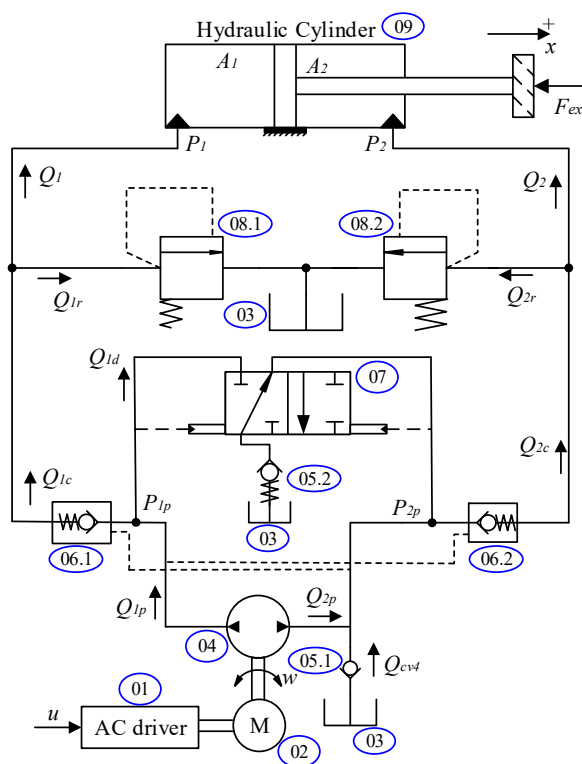 Hydraulic Cylinder 09
+
x
A1 A2
Fex
P1 P2
Q1 Q2
08.1 08.2
Q1r Q2r
03
Q1d 07
05.2
Q1c Q2c
P1p P2p
03
06.1 06.2
Q1p Q2p
04 05.1
w Qcv4
01
u AC driver M
02 03